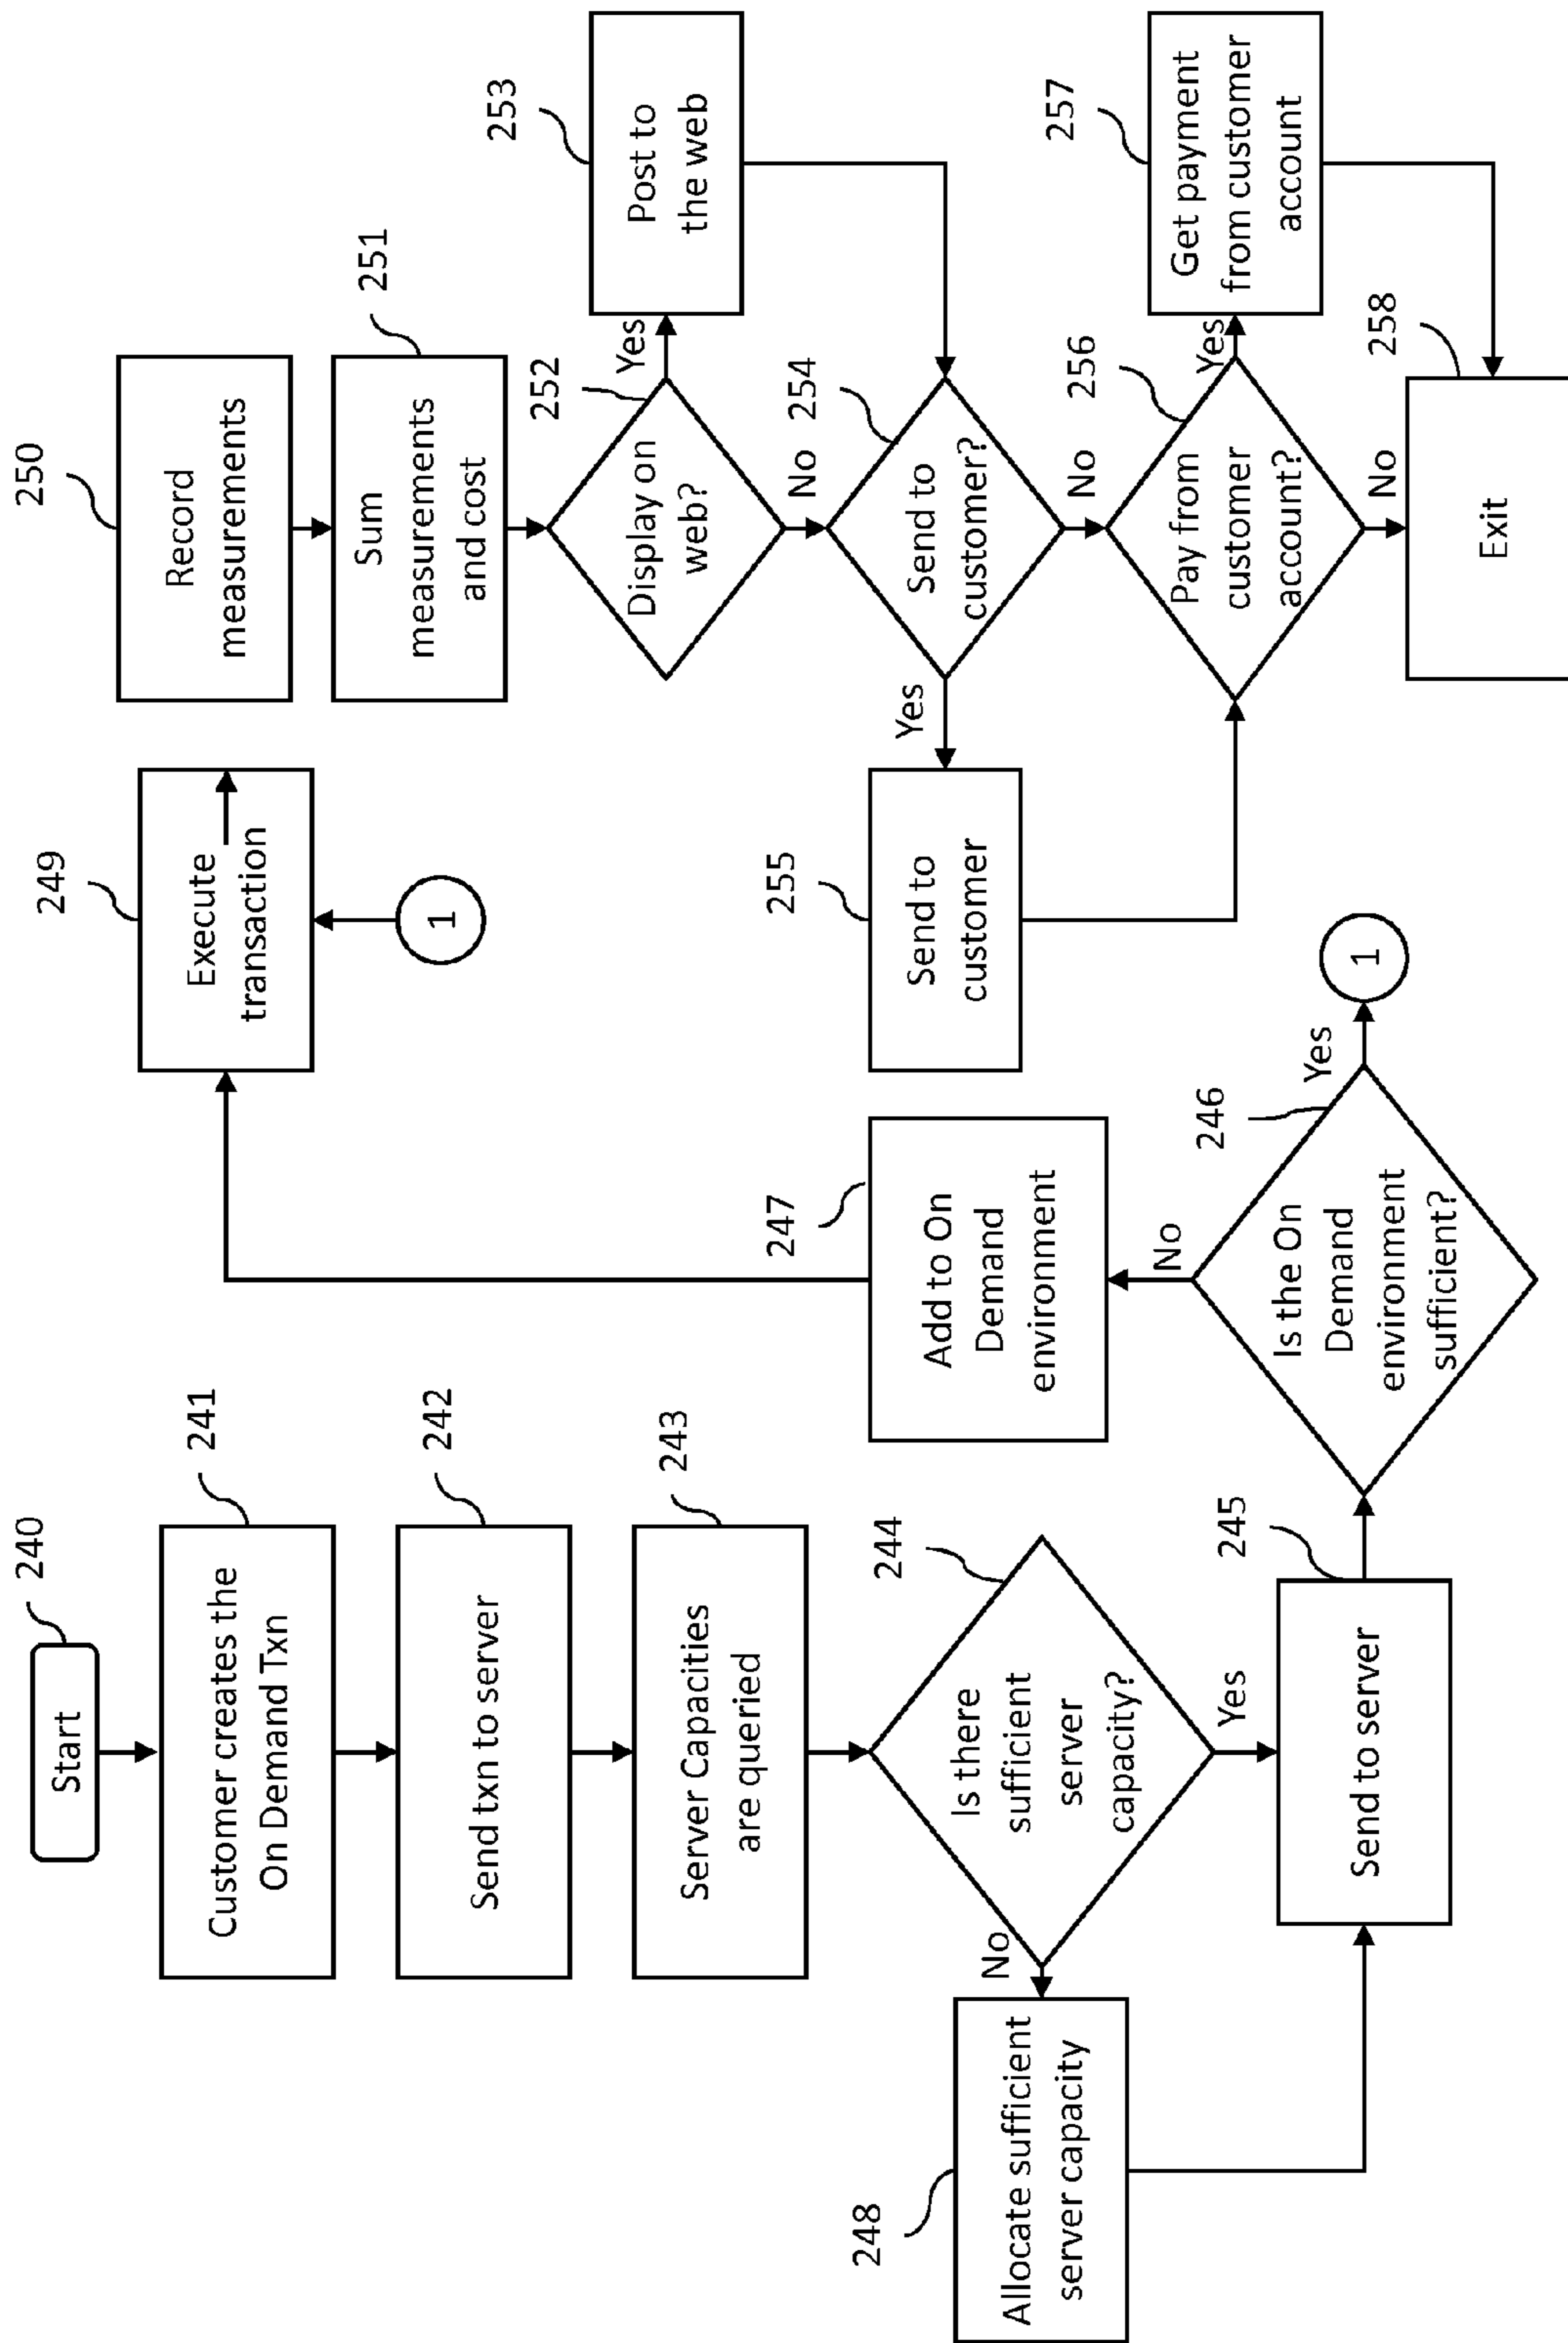 240
Start
241
Customer creates the
On Demand Txn
242
Send txn to server
243
Server Capacities
are queried
244
Is there
sufficient
server
capacity?
No
Yes
248
Allocate sufficient
server capacity
245
Send to server
246
Is the On
Demand
environment
sufficient?
No
Yes
1
247
Add to On
Demand
environment
249
Execute
transaction
1
250
Record
measurements
251
Sum
measurements
and cost
252
Display on
web?
Yes
No
253
Post to
the web
254
Send to
customer?
Yes
No
255
Send to
customer
256
Pay from
customer
account?
Yes
No
257
Get payment
from customer
account
258
Exit